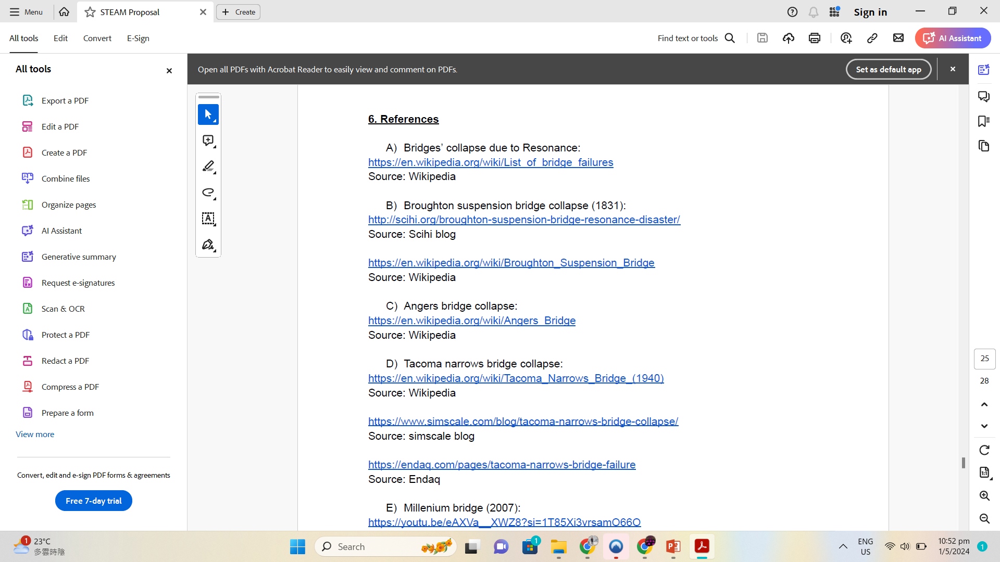 Menu
STEAM Proposal
Create
Sign in
All tools
Edit
Convert
E-Sign
Find text or tools
AI Assistant
All tools
Open all PDFs with Acrobat Reader to easily view and comment on PDFs.
Set as default app
Export a PDF
Edit a PDF
Create a PDF
Combine files
Organize pages
AI Assistant
Generative summary
Request e-signatures
Scan & OCR
Protect a PDF
Redact a PDF
Compress a PDF
Prepare a form
View more
Convert, edit and e-sign PDF forms & agreements
Free 7-day trial
6. References
A) Bridges’ collapse due to Resonance:
https://en.wikipedia.org/wiki/List_of_bridge_failures
Source: Wikipedia
B) Broughton suspension bridge collapse (1831):
http://scihi.org/broughton-suspension-bridge-resonance-disaster/
Source: Scihi blog
https://en.wikipedia.org/wiki/Broughton_Suspension_Bridge
Source: Wikipedia
C) Angers bridge collapse:
https://en.wikipedia.org/wiki/Angers_Bridge
Source: Wikipedia
D) Tacoma narrows bridge collapse:
https://en.wikipedia.org/wiki/Tacoma_Narrows_Bridge_(1940)
Source: Wikipedia
https://www.simscale.com/blog/tacoma-narrows-bridge-collapse/
Source: simscale blog
https://endaq.com/pages/tacoma-narrows-bridge-failure
Source: Endaq
E) Millenium bridge (2007):
https://youtu.be/eAXVa__XWZ8?si=1T85Xi3vrsamO66O
25
28
1:1
1
23°C
多雲時陰
Search
1
ENG
US
10:52 pm
1/5/2024
1